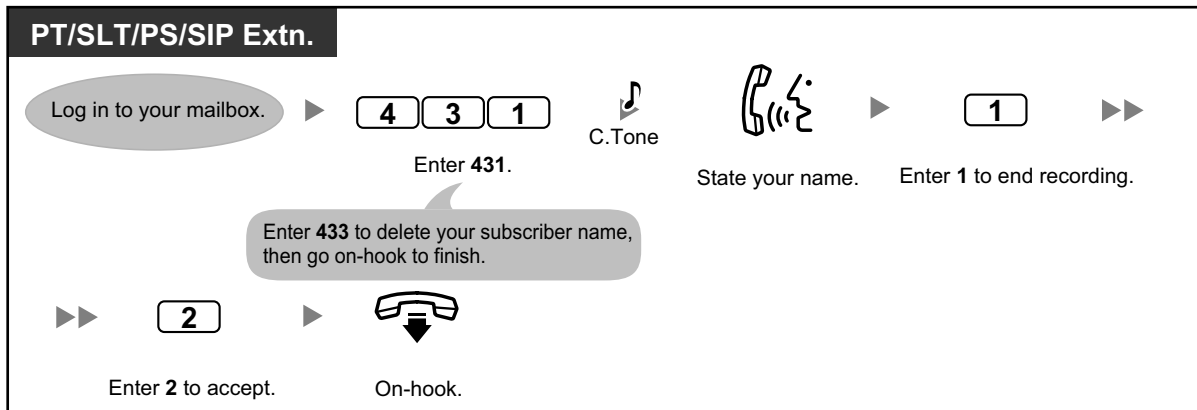 PT/SLT/PS/SIP Extn.
Log in to your mailbox.
4 3 1
C.Tone
1
Enter 431.
State your name.
Enter 1 to end recording.
Enter 433 to delete your subscriber name,
then go on-hook to finish.
2
Enter 2 to accept.
On-hook.